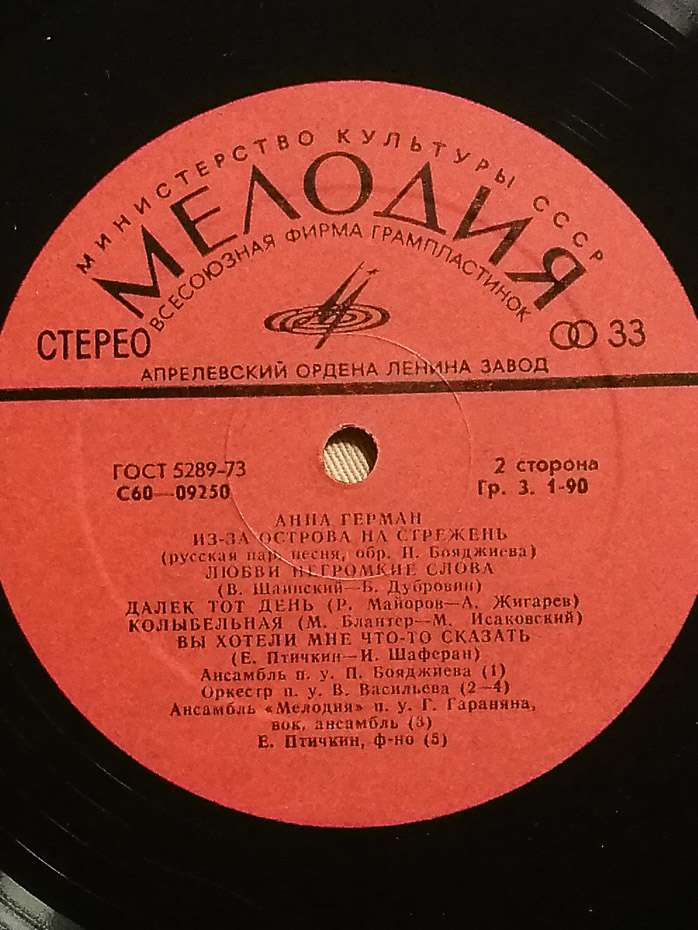 МИНИСТЕРСТВО КУЛЬТУРЫ СССР
МЕЛОДИЯ
ВСЕСОЮЗНАЯ ФИРМА ГРАМПЛАСТИНОК
СТЕРЕО
33
АПРЕЛЕВСКИЙ ОРДЕНА ЛЕНИНА ЗАВОД
ГОСТ 5289-73
2 сторона
С60—09250
Гр. 3. 1-90
АННА ГЕРМАН
ИЗ-ЗА ОСТРОВА НА СТРЕЖЕНЬ
(русская нар. песня, обр. П. Бояджиева)
ЛЮБВИ НЕГРОМКИЕ СЛОВА
(В. Шаинский—Б. Дубровин)
ДАЛЕК ТОТ ДЕНЬ (Р. Майоров—А. Жигарев)
КОЛЫБЕЛЬНАЯ (М. Блантер—М. Исаковский)
ВЫ ХОТЕЛИ МНЕ ЧТО-ТО СКАЗАТЬ
(Е. Птичкин—И. Шаферан)
Ансамбль п. у. П. Бояджиева (1)
Оркестр п. у. В. Васильева (2—4)
Ансамбль «Мелодия» п. у. Г. Гараняна,
вок. ансамбль (3)
Е. Птичкин, ф-но (5)